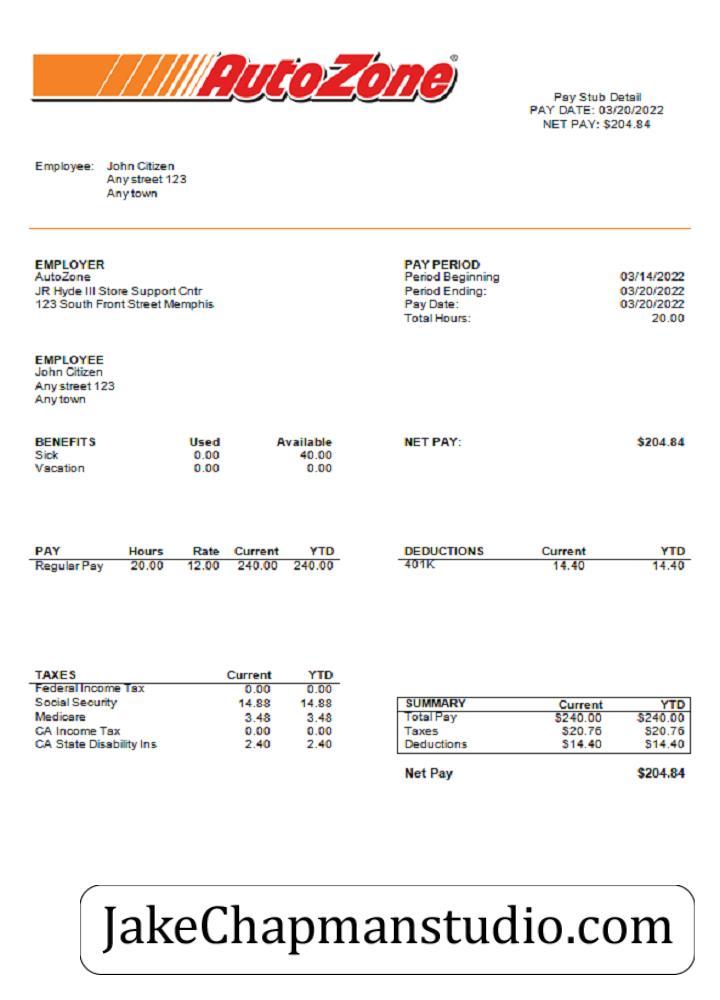 AutoZone®
Pay Stub Detail
PAY DATE: 03/20/2022
NET PAY: $204.84
Employee: John Citizen
Any street 123
Any town
EMPLOYER
AutoZone
JR Hyde III Store Support Cntr
123 South Front Street Memphis
PAY PERIOD
Period Beginning 03/14/2022
Period Ending: 03/20/2022
Pay Date: 03/20/2022
Total Hours: 20.00
EMPLOYEE
John Citizen
Any street 123
Any town
BENEFITS Used Available
Sick 0.00 40.00
Vacation 0.00 0.00
NET PAY: $204.84
PAY Hours Rate Current YTD
Regular Pay 20.00 12.00 240.00 240.00
DEDUCTIONS Current YTD
401K 14.40 14.40
TAXES Current YTD
Federal Income Tax 0.00 0.00
Social Security 14.88 14.88
Medicare 3.48 3.48
CA Income Tax 0.00 0.00
CA State Disability Ins 2.40 2.40
SUMMARY Current YTD
Total Pay $240.00 $240.00
Taxes $20.76 $20.76
Deductions $14.40 $14.40
Net Pay $204.84
JakeChapmanstudio.com